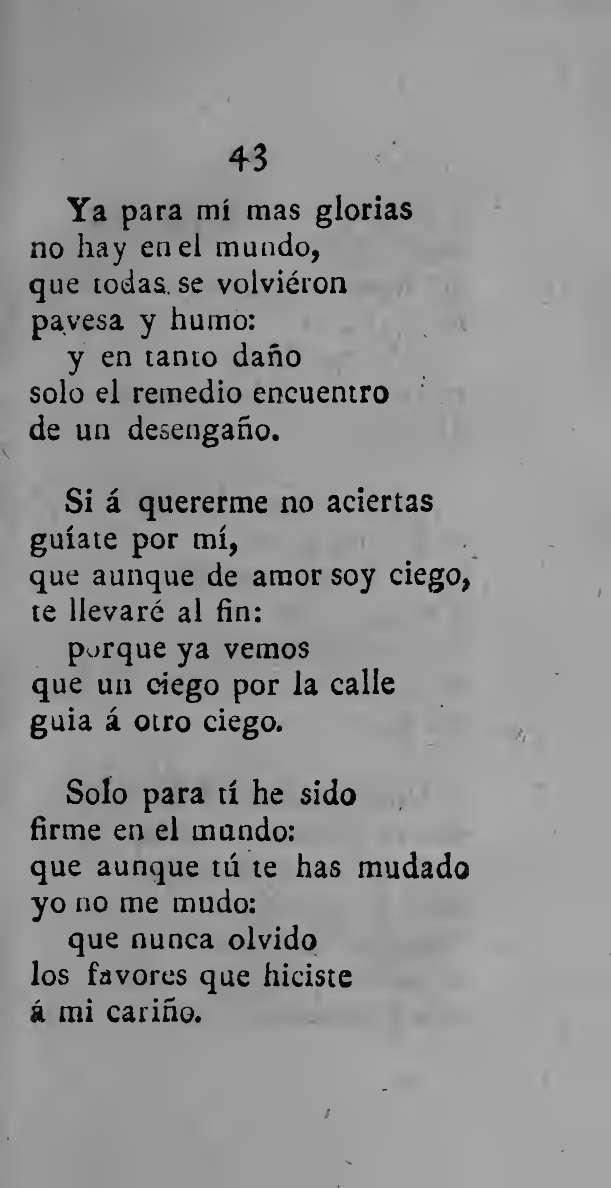 43
Ya para mí mas glorias
no hay en el mundo,
que todas se volviéron
pavesa y humo:
y en tanto daño
solo el remedio encuentro
de un desengaño.
Si á quererme no aciertas
guíate por mí,
que aunque de amor soy ciego,
te llevaré al fin:
porque ya vemos
que un ciego por la calle
guia á otro ciego.
Solo para tí he sido
firme en el mundo:
que aunque tú te has mudado
yo no me mudo:
que nunca olvido
los favores que hiciste
á mi cariño.